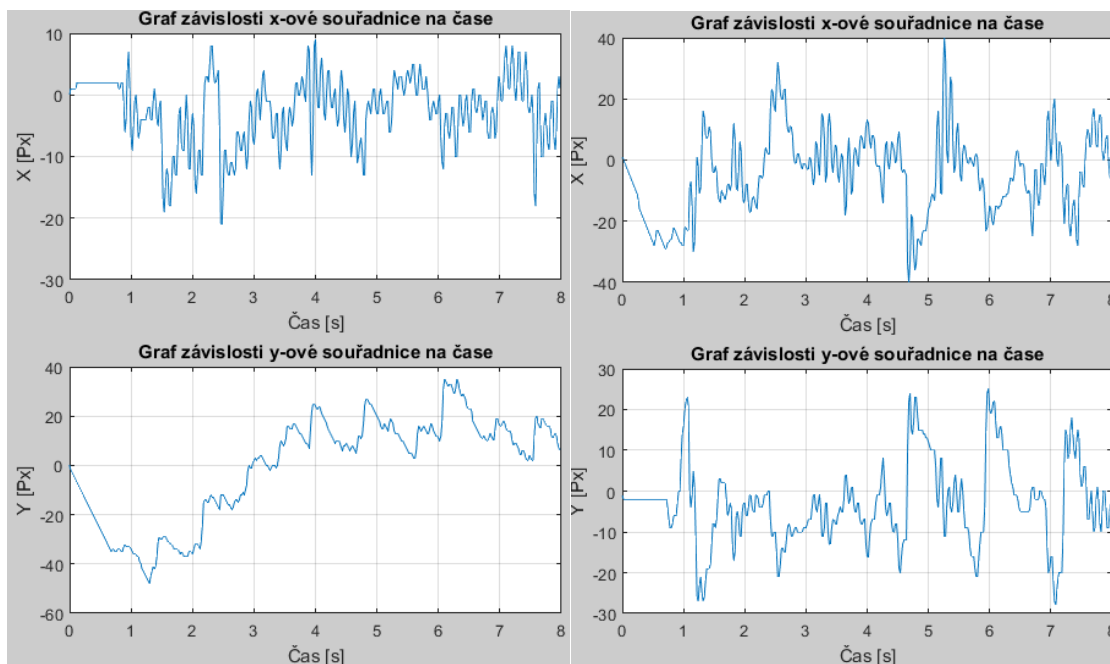 Graf závislosti x-ové souřadnice na čase
10
0
-10
-20
-30
X [Px]
0 1 2 3 4 5 6 7 8
Čas [s]
Graf závislosti x-ové souřadnice na čase
40
20
0
-20
-40
X [Px]
0 1 2 3 4 5 6 7 8
Čas [s]
Graf závislosti y-ové souřadnice na čase
40
20
0
-20
-40
-60
Y [Px]
0 1 2 3 4 5 6 7 8
Čas [s]
Graf závislosti y-ové souřadnice na čase
30
20
10
0
-10
-20
-30
Y [Px]
0 1 2 3 4 5 6 7 8
Čas [s]